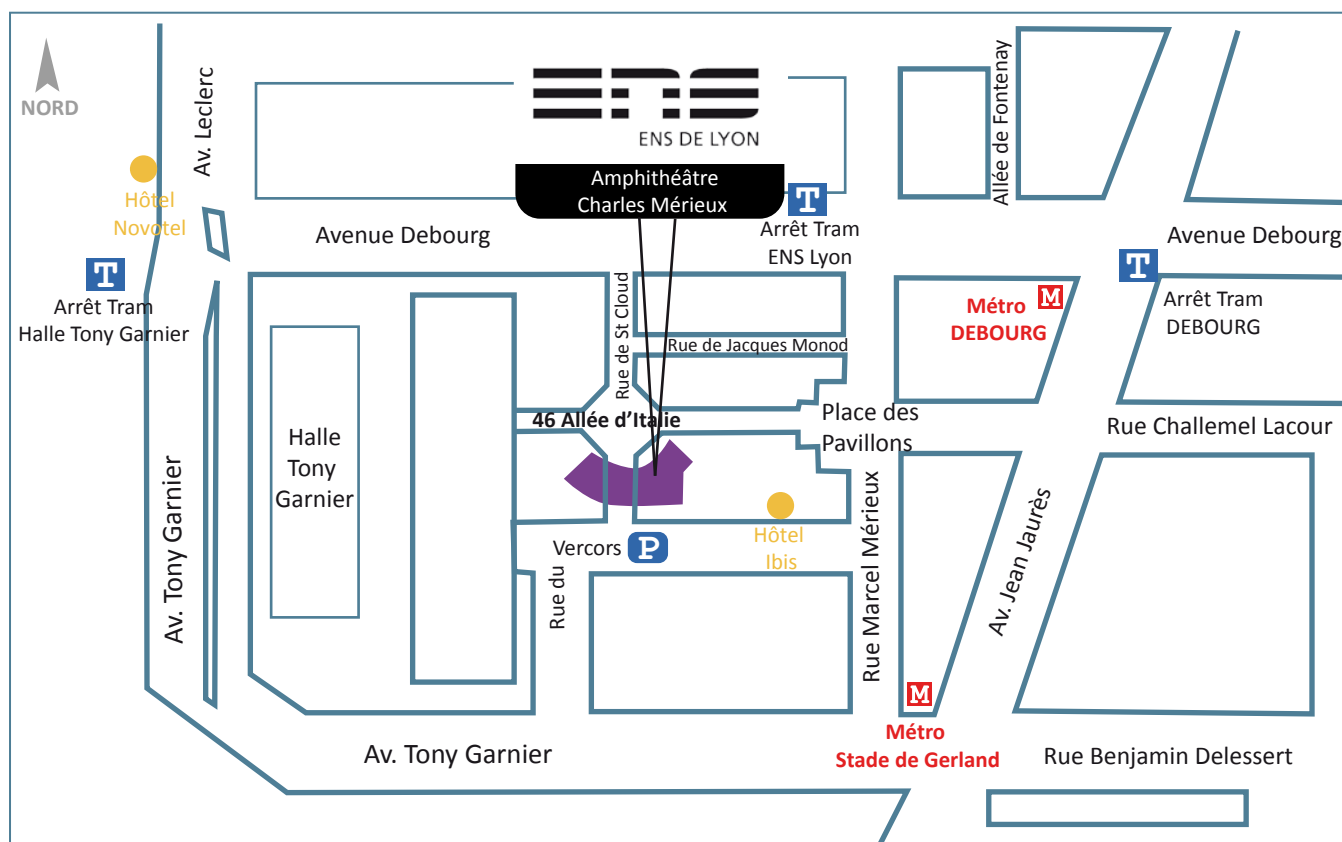 NORD
Av. Leclerc
ENS
ENS DE LYON
Allée de Fontenay
Hôtel
Novotel
Amphithéâtre
Charles Mérieux
T
Arrêt Tram
ENS Lyon
Avenue Debourg
Avenue Debourg
T
Arrêt Tram
Halle Tony Garnier
T
Arrêt Tram
DEBOURG
Métro
DEBOURG
M
Rue de St Cloud
Rue de Jacques Monod
46 Allée d’Italie
Place des
Pavillons
Rue Challemel Lacour
Halle
Tony
Garnier
Av. Tony Garnier
Hôtel
Ibis
Rue du
Vercors
P
Rue Marcel Mérieux
Av. Jean Jaurès
M
Métro
Stade de Gerland
Av. Tony Garnier
Rue Benjamin Delessert